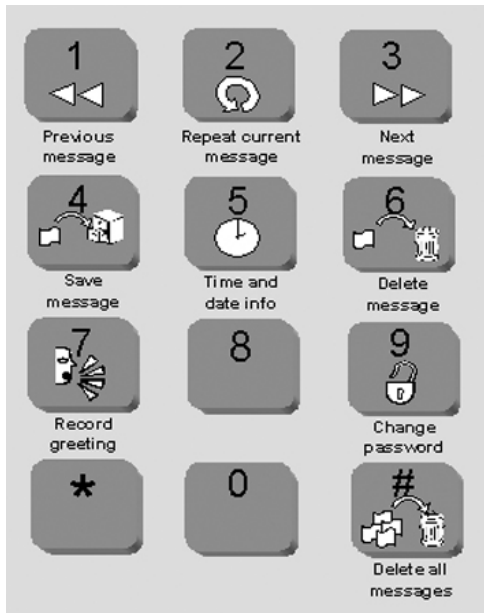 1 2 3
Previous message
Repeat current message
Next message
4 5 6
Save message
Time and date info
Delete message
7 8 9
Record greeting
Change password
* 0 #
Delete all messages